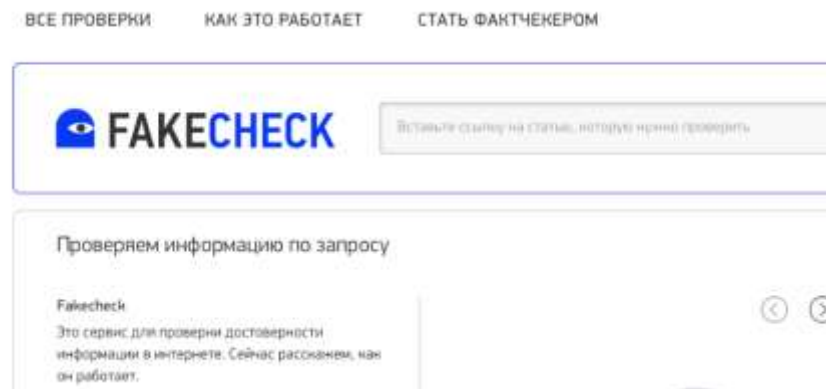 ВСЕ ПРОВЕРКИ КАК ЭТО РАБОТАЕТ СТАТЬ ФАКТЧЕКЕРОМ
FAKECHECK
Вставьте ссылку на статью, которую нужно проверить
Проверяем информацию по запросу
Fakecheck
Это сервис для проверки достоверности
информации в интернете. Сейчас расскажем, как
он работает.